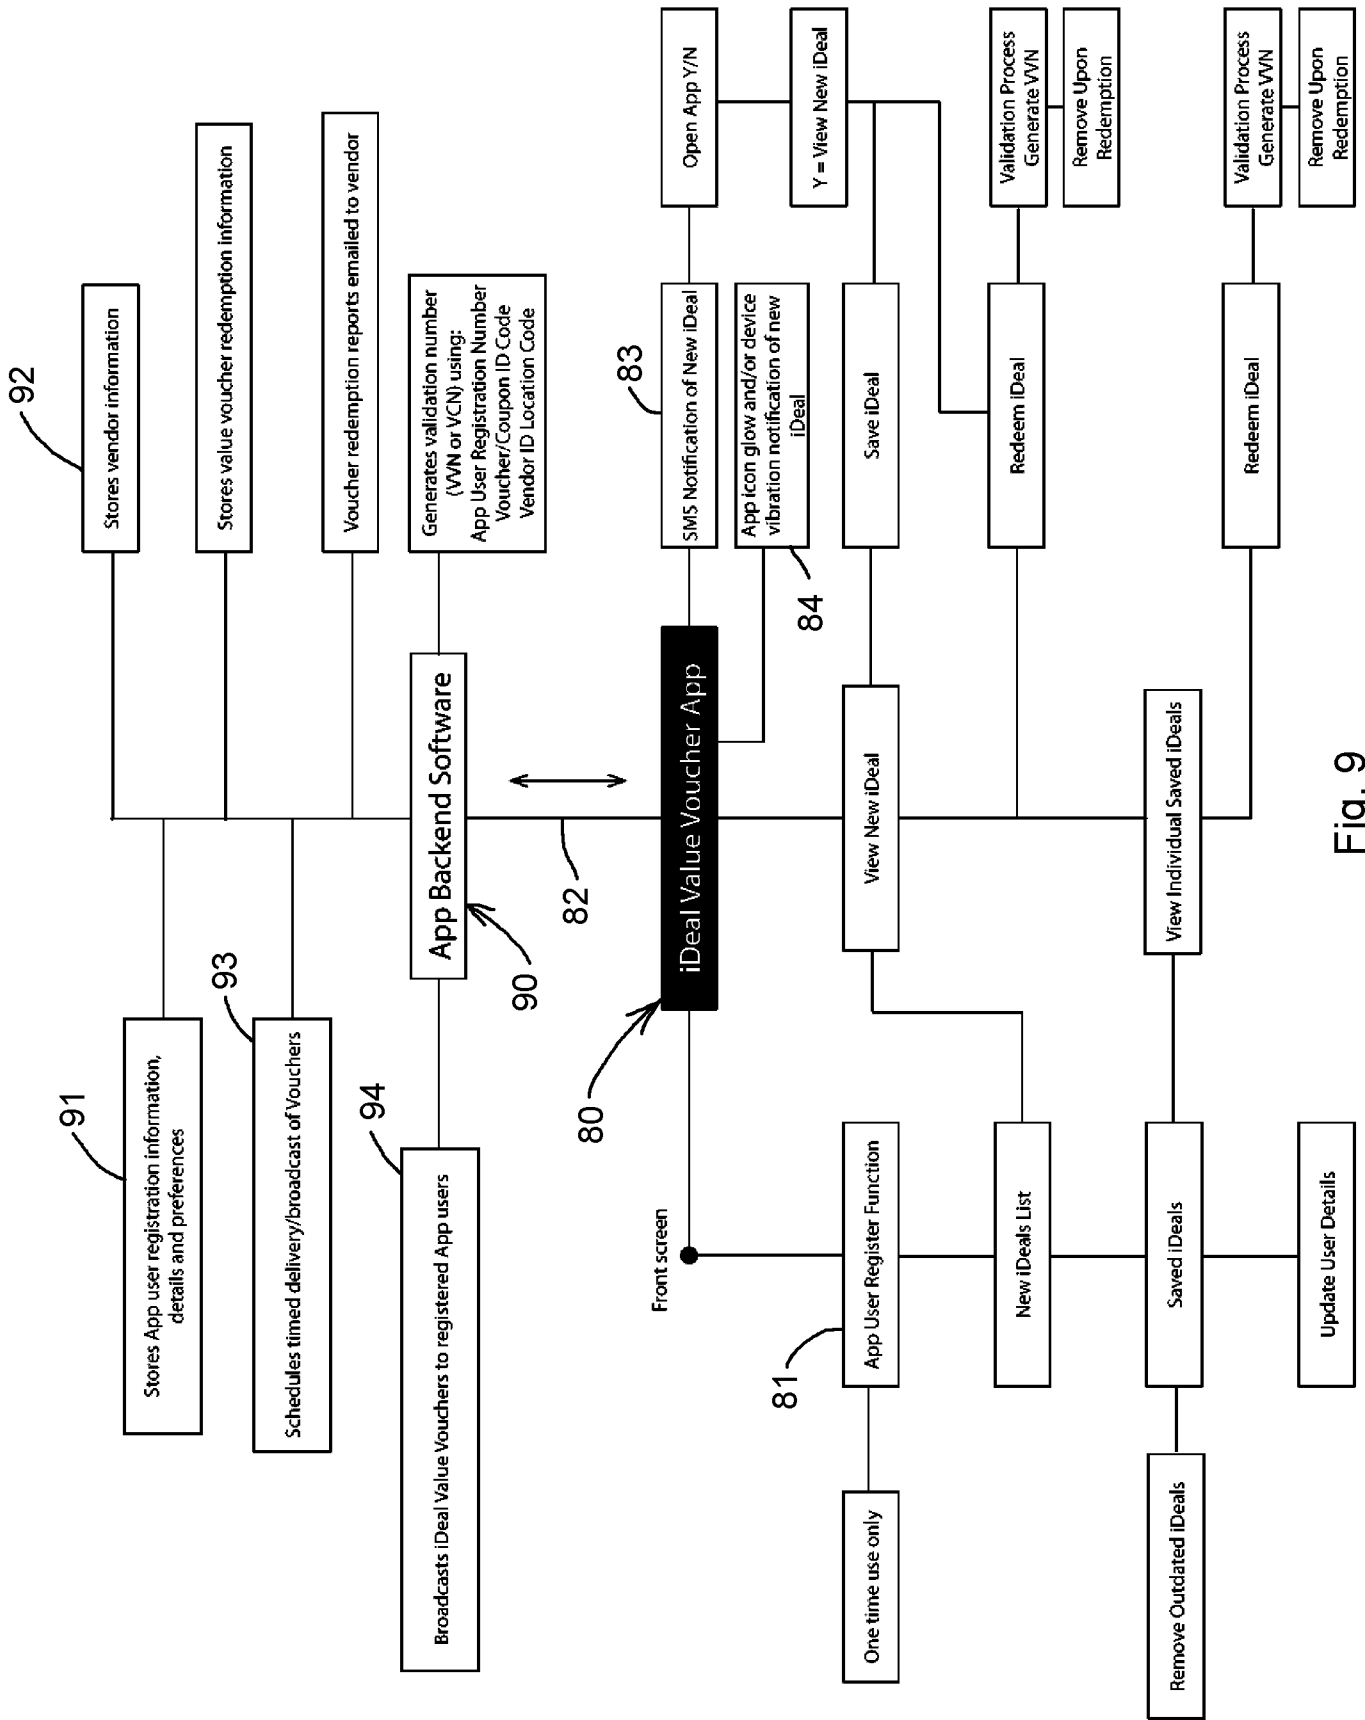 92
Stores vendor information
Stores value voucher redemption information
Voucher redemption reports emailed to vendor
91
Stores App user registration information,
details and preferences
93
Schedules timed delivery/broadcast of Vouchers
94
Broadcasts iDeal Value Vouchers to registered App users
App Backend Software
90
Generates validation number
(VVN or VCN) using:
App User Registration Number
Voucher/Coupon ID Code
Vendor ID Location Code
82
80
iDeal Value Voucher App
83
SMS Notification of New iDeal
Open App Y/N
App icon glow and/or device
vibration notification of new
iDeal
84
Y = View New iDeal
Front screen
81
One time use only
App User Register Function
View New iDeal
Save iDeal
New iDeals List
Redeem iDeal
Validation Process
Generate VVN
Remove Upon
Redemption
Remove Outdated iDeals
Saved iDeals
View Individual Saved iDeals
Redeem iDeal
Validation Process
Generate VVN
Remove Upon
Redemption
Update User Details
Fig. 9